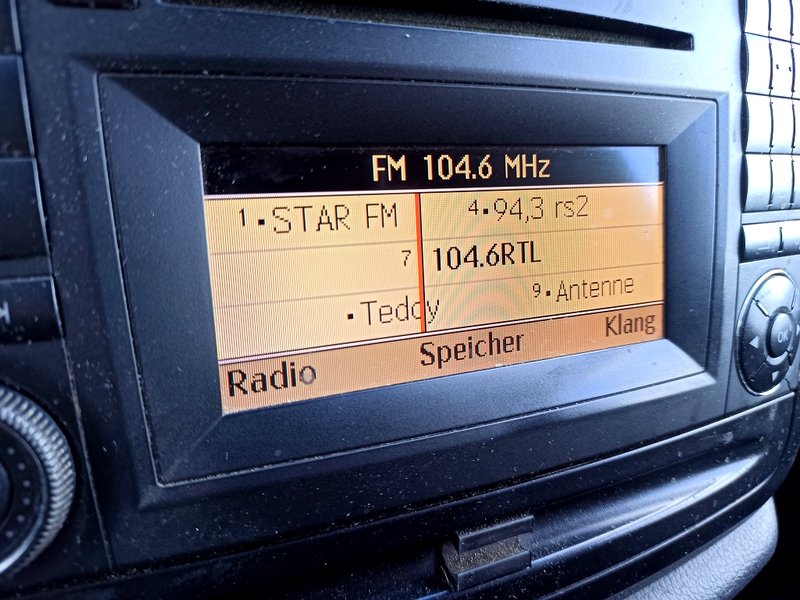 FM 104.6 MHz
1 ▪ STAR FM 4 ▪ 94,3 rs2
7 104.6RTL
▪ Teddy 9 ▪ Antenne
Radio Speicher Klang
OK